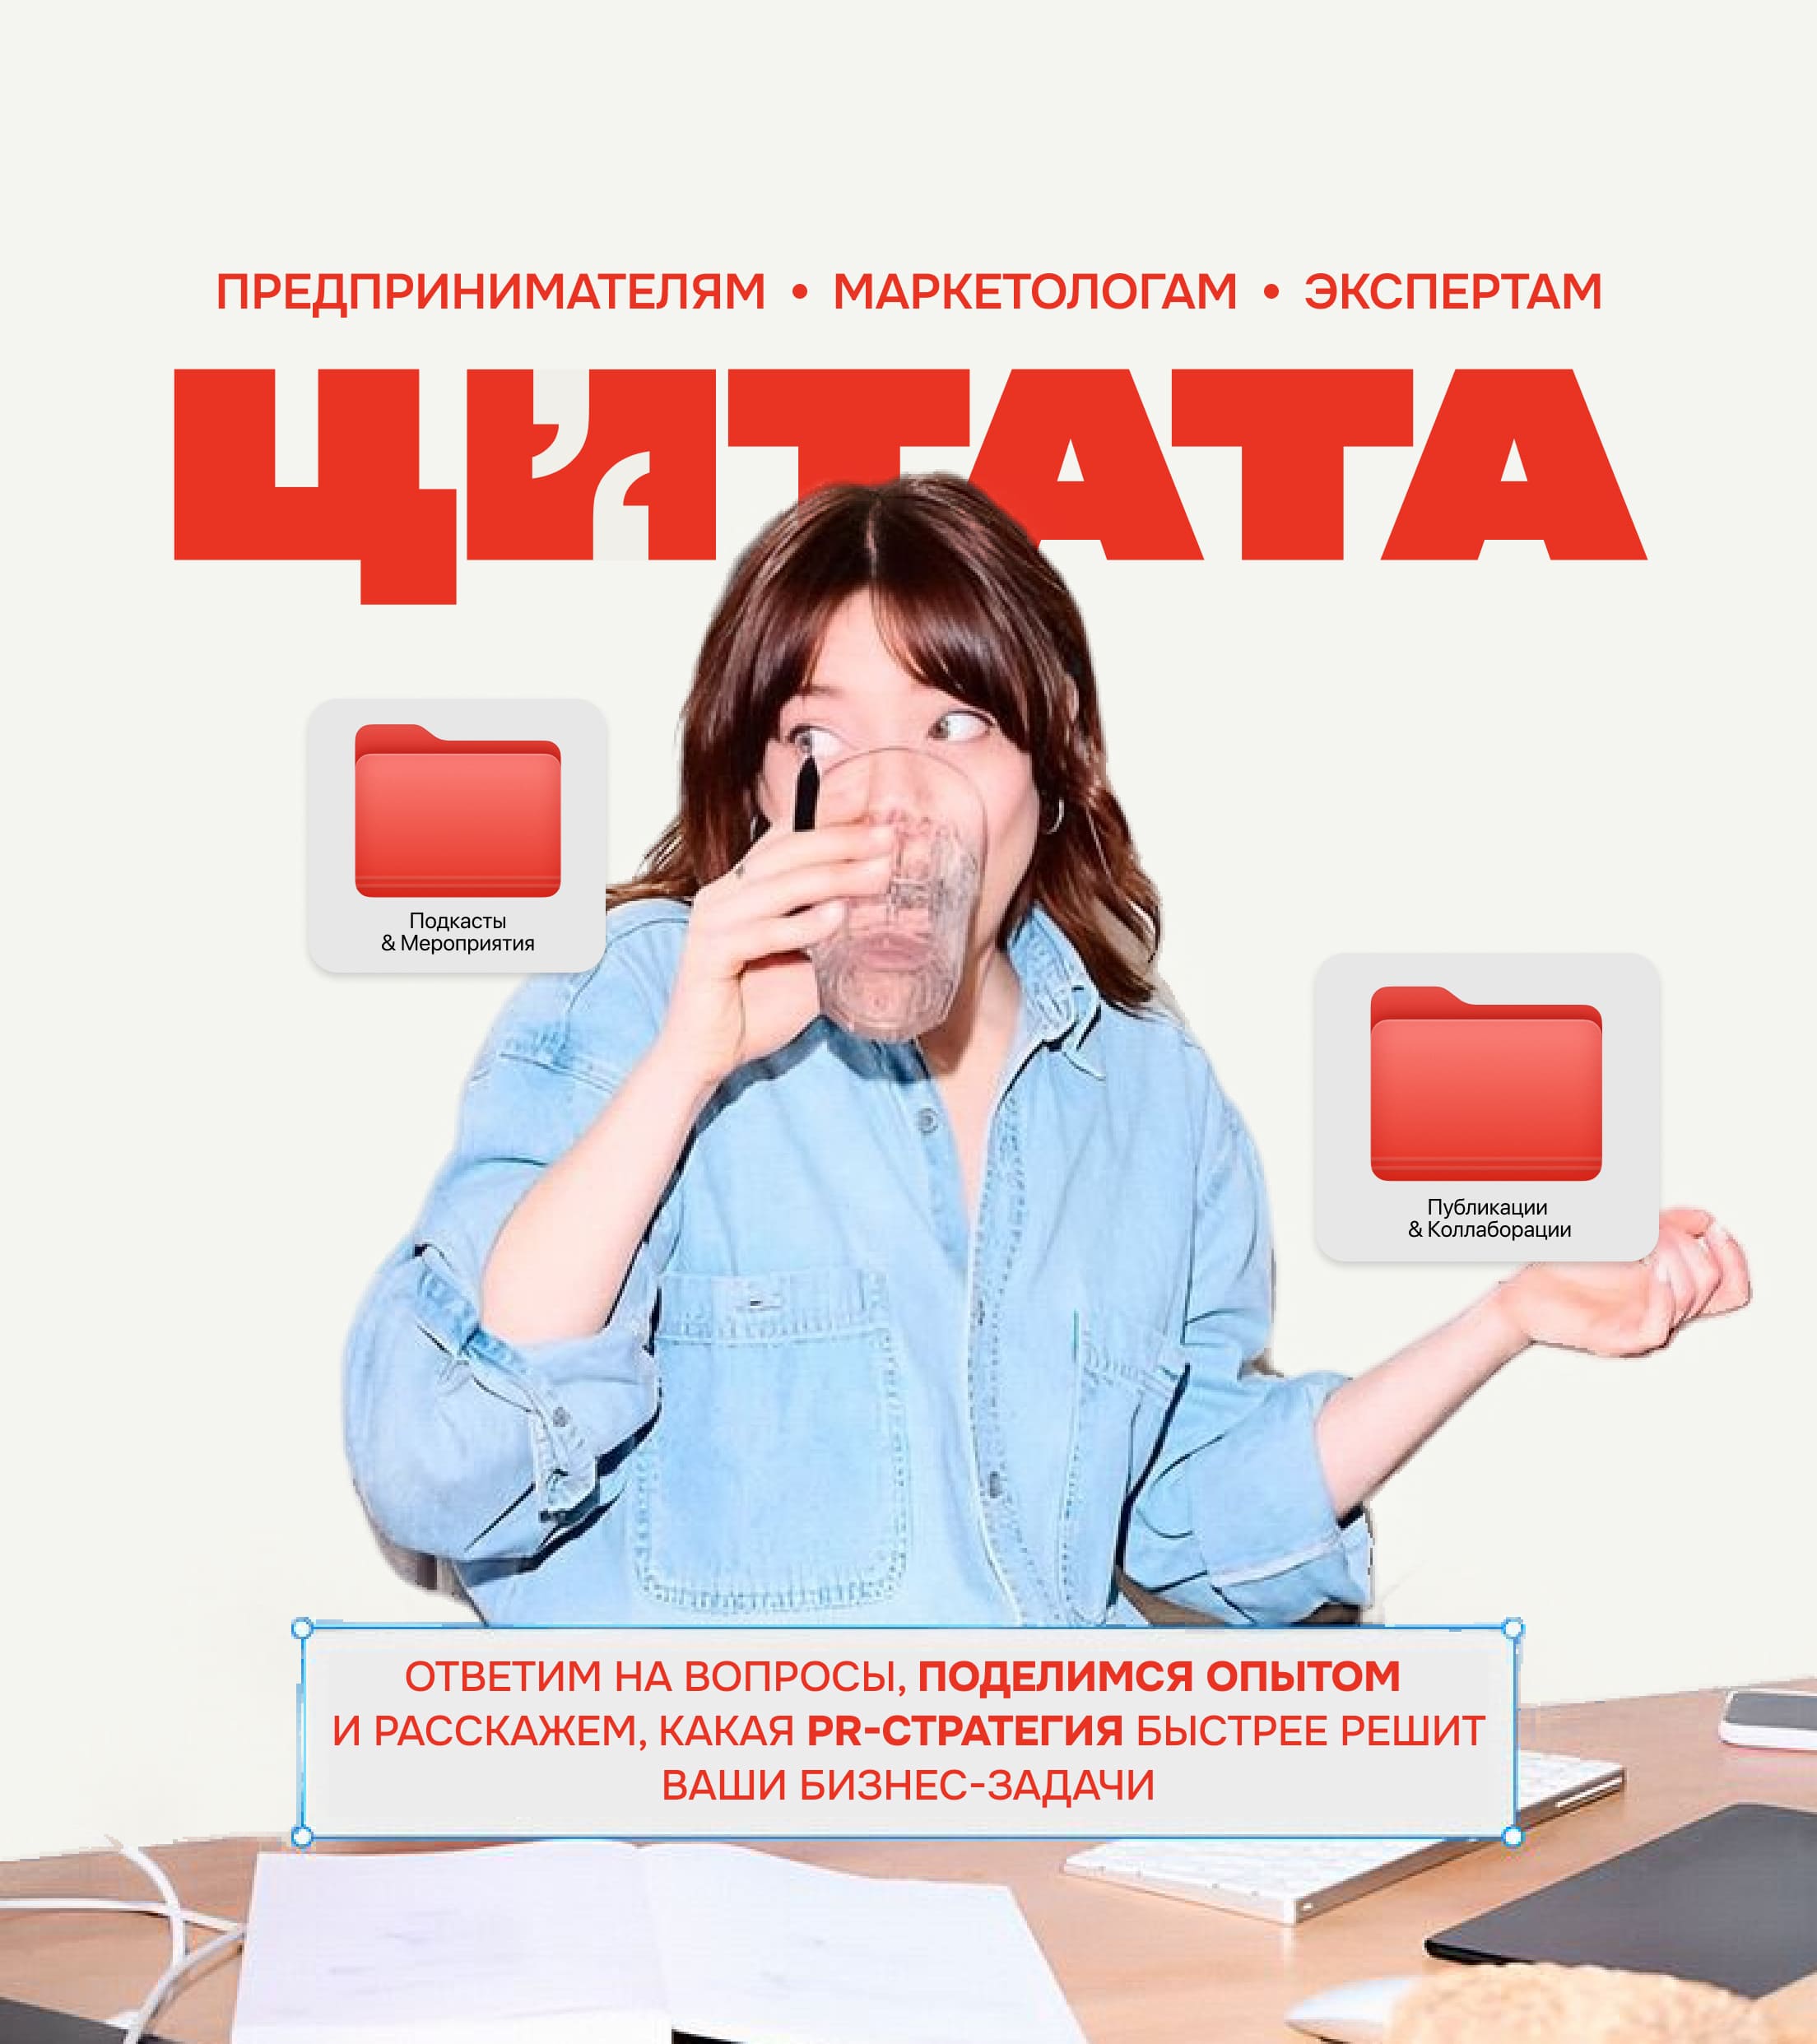 ПРЕДПРИНИМАТЕЛЯМ • МАРКЕТОЛОГАМ • ЭКСПЕРТАМ
ЦИТАТА
Подкасты
& Мероприятия
Публикации
& Коллаборации
ОТВЕТИМ НА ВОПРОСЫ, ПОДЕЛИМСЯ ОПЫТОМ
И РАССКАЖЕМ, КАКАЯ PR-СТРАТЕГИЯ БЫСТРЕЕ РЕШИТ
ВАШИ БИЗНЕС-ЗАДАЧИ